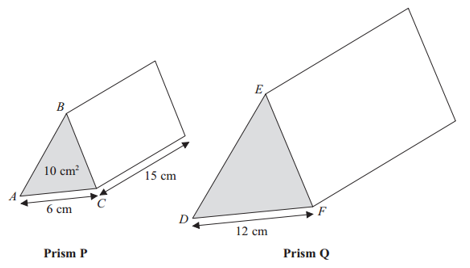 E
B
10 cm²
15 cm
A
C
6 cm
D
F
12 cm
Prism P
Prism Q